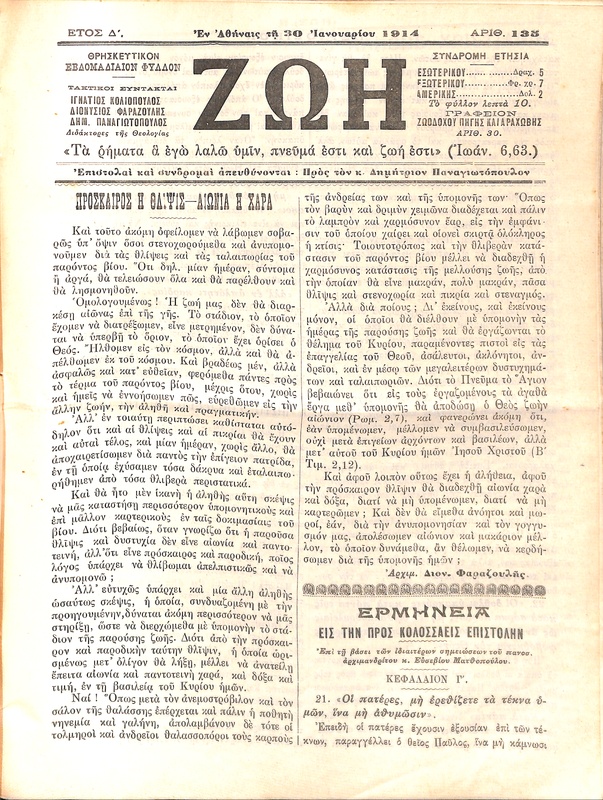 ΕΤΟΣ Δ΄.
Ἐν Ἀθήναις τῇ 30 Ἰανουαρίου 1914
ΑΡΙΘ. 135
ΘΡΗΣΚΕΥΤΙΚΟΝ
ΕΒΔΟΜΑΔΙΑΙΟΝ ΦΥΛΛΟΝ
ΤΑΚΤΙΚΟΙ ΣΥΝΤΑΚΤΑΙ
ΙΓΝΑΤΙΟΣ ΚΟΛΙΟΠΟΥΛΟΣ
ΔΙΟΝΥΣΙΟΣ ΦΑΡΑΖΟΥΛΗΣ
ΔΗΜ. ΠΑΝΑΓΙΩΤΟΠΟΥΛΟΣ
Διδάκτορες τῆς Θεολογίας
ΖΩΗ
ΣΥΝΔΡΟΜΗ ΕΤΗΣΙΑ
ΕΣΩΤΕΡΙΚΟΥ........Δραχ. 5
ΕΞΩΤΕΡΙΚΟΥ........Φρ. χρ. 7
ΑΜΕΡΙΚΗΣ..........Δολ. 2
Τὸ φύλλον λεπτὰ 10.
ΓΡΑΦΕΙΟΝ
ΖΩΟΔΟΧΟΥ ΠΗΓΗΣ ΚΑΙ ΑΡΑΧΩΒΗΣ
ΑΡΙΘ. 30.
«Τὰ ῥήματα ἃ ἐγὼ λαλῶ ὑμῖν, πνεῦμά ἐστι καὶ ζωή ἐστι» (Ἰωάν. 6,63.)
Ἐπιστολαὶ καὶ συνδρομαὶ ἀπευθύνονται : Πρὸς τὸν κ. Δημήτριον Παναγιωτόπουλον
ΠΡΟΣΚΑΙΡΟΣ Η ΘΛΙΨΙΣ—ΑΙΩΝΙΑ Η ΧΑΡΑ
Καὶ τοῦτο ἀκόμη ὀφείλομεν νὰ λάβωμεν σοβα-
ρῶς ὑπ' ὄψιν ὅσοι στενοχωρούμεθα καὶ ἀνυπομο-
νοῦμεν διὰ τὰς θλίψεις καὶ τὰς ταλαιπωρίας τοῦ
παρόντος βίου. Ὅτι δηλ. μίαν ἡμέραν, σύντομα
ἢ ἀργά, θὰ τελειώσουν ὅλα καὶ θὰ παρέλθουν καὶ
θὰ λησμονηθοῦν.
Ὁμολογουμένως ! Ἡ ζωή μας δὲν θὰ διαρ-
κέσῃ αἰῶνας ἐπὶ τῆς γῆς. Τὸ στάδιον, τὸ ὁποῖον
ἔχομεν νὰ διατρέξωμεν, εἶνε μετρημένον, δὲν δύνα-
ται νὰ ὑπερβῇ τὸ ὅριον, τὸ ὁποῖον ἔχει ὁρίσει ὁ
Θεός. Ἤλθομεν εἰς τὸν κόσμον, ἀλλὰ καὶ θὰ ἀ-
πέλθωμεν ἐκ τοῦ κόσμου. Καὶ βραδέως μέν, ἀλλὰ
ἀσφαλῶς καὶ κατ' εὐθεῖαν, φερόμεθα πάντες πρὸς
τὸ τέρμα τοῦ παρόντος βίου, μέχρις ὅτου, χωρὶς
καὶ ἡμεῖς νὰ ἐννοήσωμεν πῶς, εὑρεθῶμεν εἰς τὴν
ἄλλην ζωήν, τὴν ἀληθῆ καὶ πραγματικήν.
Ἀλλ' ἐν τοιαύτῃ περιπτώσει καθίσταται αὐτό-
δηλον ὅτι καὶ αἱ θλίψεις καὶ αἱ πικρίαι θὰ ἔχουν
καὶ αὐταὶ τέλος, καὶ μίαν ἡμέραν, χωρὶς ἄλλο, θὰ
ἀποχαιρετίσωμεν διὰ παντὸς τὴν ἐπίγειον πατρίδα,
ἐν τῇ ὁποίᾳ ἐχύσαμεν τόσα δάκρυα καὶ ἐταλαιπω-
ρήθημεν ἀπὸ τόσα θλιβερὰ περιστατικά.
Καὶ θὰ ἦτο μὲν ἱκανὴ ἡ ἀληθὴς αὕτη σκέψις
νὰ μᾶς καταστήσῃ περισσότερον ὑπομονητικοὺς καὶ
ἐπὶ μᾶλλον καρτερικοὺς ἐν ταῖς δοκιμασίαις τοῦ
βίου. Διότι βεβαίως, ὅταν γνωρίζω ὅτι ἡ παροῦσα
θλῖψις καὶ δυστυχία δὲν εἶνε αἰωνία καὶ παντο-
τεινή, ἀλλ' ὅτι εἶνε πρόσκαιρος καὶ παροδική, ποῖος
λόγος ὑπάρχει νὰ θλίβωμαι ἀπελπιστικῶς καὶ νὰ
ἀνυπομονῶ ;
Ἀλλ' εὐτυχῶς ὑπάρχει καὶ μία ἄλλη ἀληθὴς
ὡσαύτως σκέψις, ἡ ὁποία, συνδυαζομένη μὲ τὴν
προηγουμένην, δύναται ἀκόμη περισσότερον νὰ μᾶς
στηρίξῃ, ὥστε νὰ διερχώμεθα μὲ ὑπομονὴν τὸ στά-
διον τῆς παρούσης ζωῆς. Διότι ἀπὸ τὴν πρόσκαι-
ρον καὶ παροδικὴν ταύτην θλῖψιν, ἡ ὁποία ὡρι-
σμένως μετ' ὀλίγον θὰ λήξῃ, μέλλει νὰ ἀνατείλῃ
ἔπειτα αἰωνία καὶ παντοτεινὴ χαρά, καὶ δόξα καὶ
τιμή, ἐν τῇ βασιλείᾳ τοῦ Κυρίου ἡμῶν.
Ναί ! Ὅπως μετὰ τὸν ἀνεμοστρόβιλον καὶ τὸν
σάλον τῆς θαλάσσης ἐπέρχεται καὶ πάλιν ἡ ποθητὴ
νηνεμία καὶ γαλήνη, ἀπολαμβάνουν δὲ τότε οἱ
τολμηροὶ καὶ ἀνδρεῖοι θαλασσοπόροι τοὺς καρποὺς
τῆς ἀνδρείας των καὶ τῆς ὑπομονῆς των· Ὅπως
τὸν βαρὺν καὶ δριμὺν χειμῶνα διαδέχεται καὶ πάλιν
τὸ λαμπρὸν καὶ χαρμόσυνον ἔαρ, εἰς τὴν ἐμφάνι-
σιν τοῦ ὁποίου χαίρει καὶ οἱονεὶ σκιρτᾷ ὁλόκληρος
ἡ κτίσις· Τοιουτοτρόπως καὶ τὴν θλιβερὰν κατά-
στασιν τοῦ παρόντος βίου μέλλει νὰ διαδεχθῇ ἡ
χαρμόσυνος κατάστασις τῆς μελλούσης ζωῆς, ἀπὸ
τὴν ὁποίαν θὰ εἶνε μακράν, πολὺ μακράν, πᾶσα
θλῖψις καὶ στενοχωρία καὶ πικρία καὶ στεναγμός.
Ἀλλὰ διὰ ποίους ; Δι' ἐκείνους, καὶ ἐκείνους
μόνον, οἱ ὁποῖοι θὰ διέλθουν μὲ ὑπομονὴν τὰς
ἡμέρας τῆς παρούσης ζωῆς καὶ θὰ ἐργάζωνται τὸ
θέλημα τοῦ Κυρίου, παραμένοντες πιστοὶ εἰς τὰς
ἐπαγγελίας τοῦ Θεοῦ, ἀσάλευτοι, ἀκλόνητοι, ἀν-
δρεῖοι, καὶ ἐν μέσῳ τῶν μεγαλειτέρων δυστυχημά-
των καὶ ταλαιπωριῶν. Διότι τὸ Πνεῦμα τὸ Ἅγιον
βεβαιώνει ὅτι εἰς τοὺς ἐργαζομένους τὰ ἀγαθὰ
ἔργα μεθ' ὑπομονῆς θὰ ἀποδώσῃ ὁ Θεὸς ζωὴν
αἰώνιον (Ρωμ. 2,7), καὶ φανερώνει ἀκόμη ὅτι,
ἐὰν ὑπομένωμεν, μέλλομεν νὰ συμβασιλεύσωμεν,
οὐχὶ μετὰ ἐπιγείων ἀρχόντων καὶ βασιλέων, ἀλλὰ
μετ' αὐτοῦ τοῦ Κυρίου ἡμῶν Ἰησοῦ Χριστοῦ (Β΄
Τιμ. 2,12).
Καὶ ἀφοῦ λοιπὸν οὕτως ἔχει ἡ ἀλήθεια, ἀφοῦ
τὴν πρόσκαιρον θλῖψιν θὰ διαδεχθῇ αἰωνία χαρὰ
καὶ δόξα, διατί νὰ μὴ ὑπομένωμεν, διατί νὰ μὴ
καρτερῶμεν ; Καὶ δὲν θὰ εἴμεθα ἀνόητοι καὶ μω-
ροί, ἐάν, διὰ τὴν ἀνυπομονησίαν καὶ τὸν γογγυ-
σμόν μας, ἀπολέσωμεν αἰώνιον καὶ μακάριον μέλ-
λον, τὸ ὁποῖον δυνάμεθα, ἂν θέλωμεν, νὰ κερδή-
σωμεν διὰ τῆς ὑπομονῆς ἡμῶν ;
Ἀρχιμ. Διον. Φαραζουλῆς.
ΕΡΜΗΝΕΙΑ
ΕΙΣ ΤΗΝ ΠΡΟΣ ΚΟΛΟΣΣΑΕΙΣ ΕΠΙΣΤΟΛΗΝ
Ἐπὶ τῇ βάσει τῶν ἰδιαιτέρων σημειώσεων τοῦ πανοσ.
ἀρχιμανδρίτου κ. Εὐσεβίου Ματθοπούλου.
ΚΕΦΑΛΑΙΟΝ Γ΄.
21. «Οἱ πατέρες, μὴ ἐρεθίζετε τὰ τέκνα ὑ-
μῶν, ἵνα μὴ ἀθυμῶσιν».
Ἐπειδὴ οἱ πατέρες ἔχουσιν ἐξουσίαν ἐπὶ τῶν τέ-
κνων, παραγγέλλει ὁ θεῖος Παῦλος, ἵνα μὴ κάμνωσι